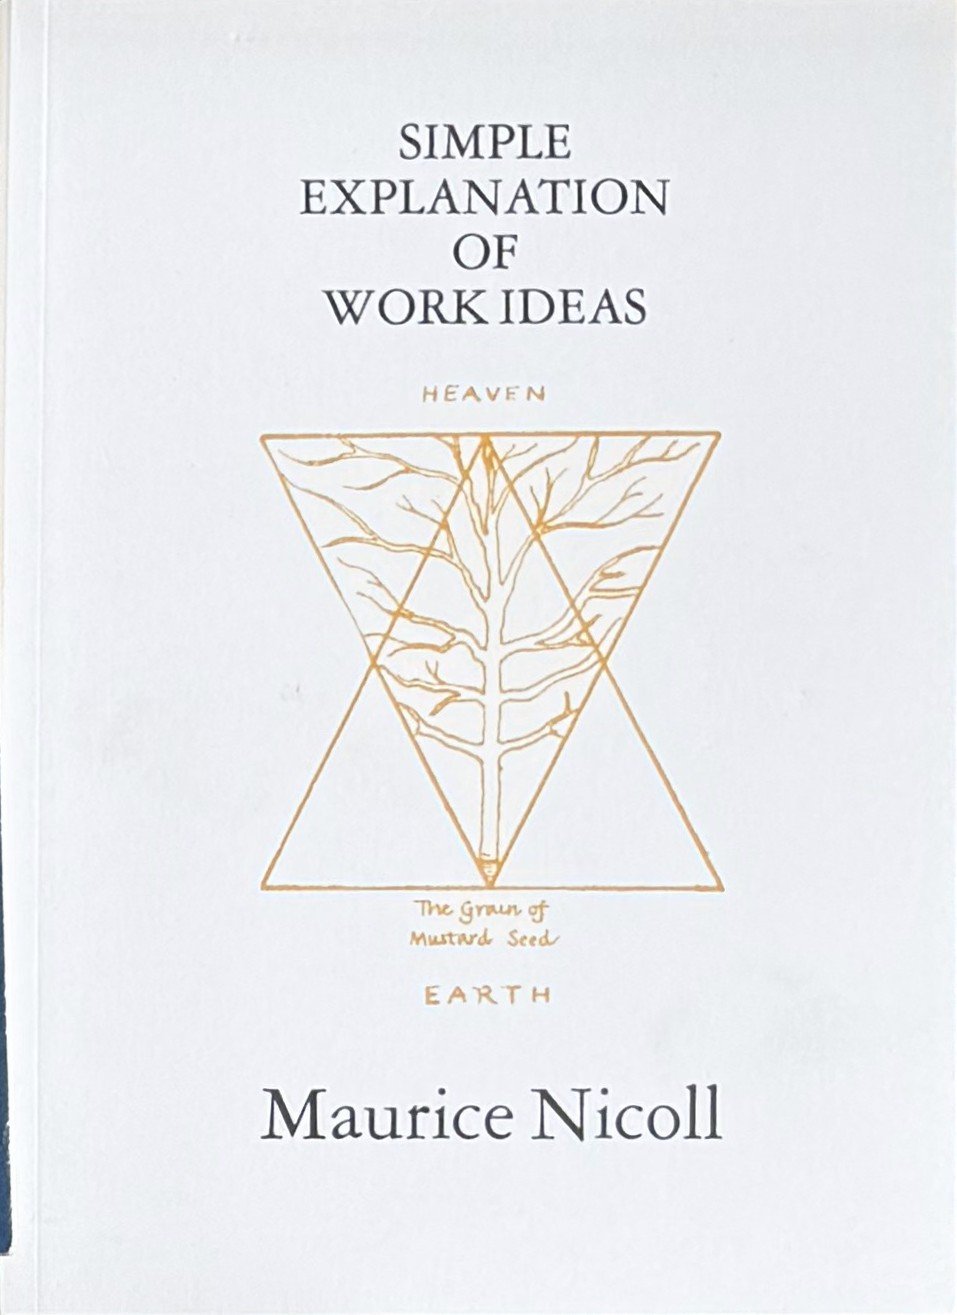 SIMPLE
EXPLANATION
OF
WORK IDEAS
HEAVEN
The Grain of
Mustard Seed
EARTH
Maurice Nicoll